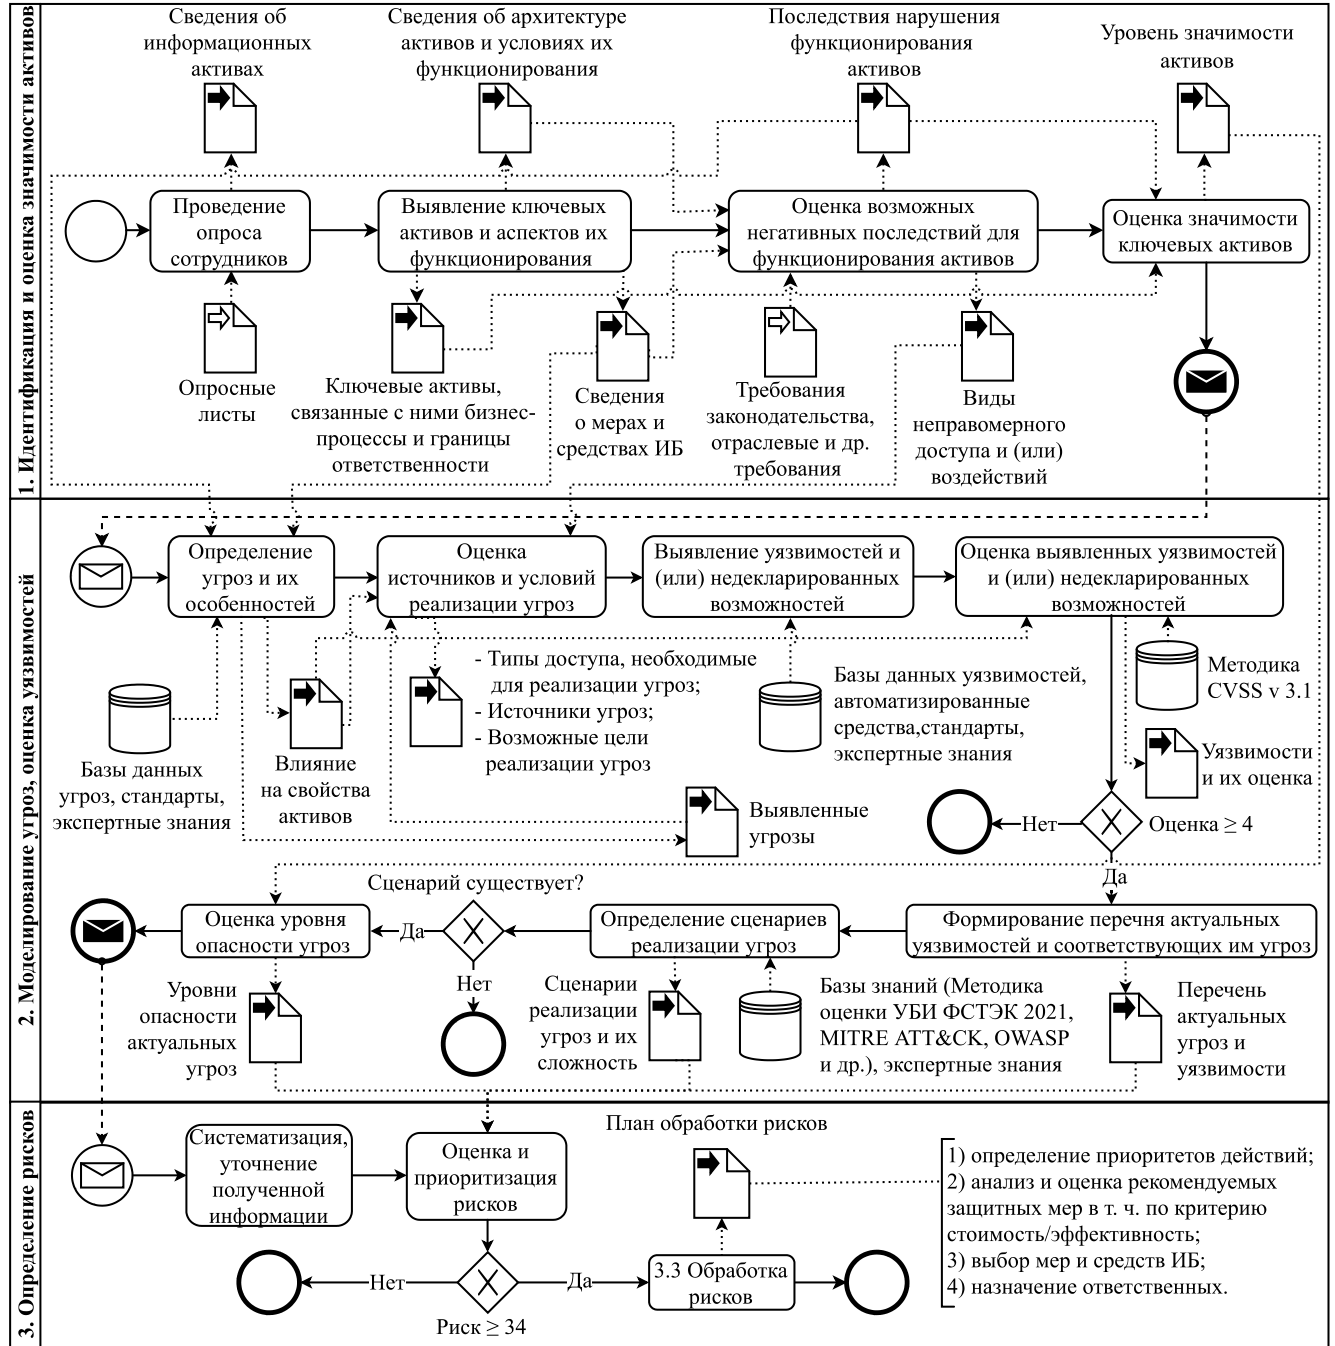 1. Идентификация и оценка значимости активов
Сведения об
информационных
активах
Сведения об архитектуре
активов и условиях их
функционирования
Последствия нарушения
функционирования
активов
Уровень значимости
активов
Проведение
опроса
сотрудников
Выявление ключевых
активов и аспектов их
функционирования
Оценка возможных
негативных последствий для
функционирования активов
Оценка значимости
ключевых активов
Опросные
листы
Ключевые активы,
связанные с ними бизнес-
процессы и границы
ответственности
Сведения
о мерах и
средствах ИБ
Требования
законодательства,
отраслевые и др.
требования
Виды
неправомерного
доступа и (или)
воздействий
2. Моделирование угроз, оценка уязвимостей
Определение
угроз и их
особенностей
Оценка
источников и условий
реализации угроз
Выявление уязвимостей и
(или) недекларированных
возможностей
Оценка выявленных уязвимостей
и (или) недекларированных
возможностей
Базы данных
угроз, стандарты,
экспертные знания
Влияние
на свойства
активов
- Типы доступа, необходимые
для реализации угроз;
- Источники угроз;
- Возможные цели
реализации угроз
Базы данных уязвимостей,
автоматизированные
средства,стандарты,
экспертные знания
Методика
CVSS v 3.1
Уязвимости
и их оценка
Выявленные
угрозы
Нет
Оценка ≥ 4
Да
Сценарий существует?
Оценка уровня
опасности угроз
Да
Определение сценариев
реализации угроз
Формирование перечня актуальных
уязвимостей и соответствующих им угроз
Нет
Уровни
опасности
актуальных
угроз
Сценарии
реализации
угроз и их
сложность
Базы знаний (Методика
оценки УБИ ФСТЭК 2021,
MITRE ATT&CK, OWASP
и др.), экспертные знания
Перечень
актуальных
угроз и
уязвимости
3. Определение рисков
Систематизация,
уточнение
полученной
информации
Оценка и
приоритизация
рисков
План обработки рисков
1) определение приоритетов действий;
2) анализ и оценка рекомендуемых
защитных мер в т. ч. по критерию
стоимость/эффективность;
3) выбор мер и средств ИБ;
4) назначение ответственных.
Нет
Да
3.3 Обработка
рисков
Риск ≥ 34